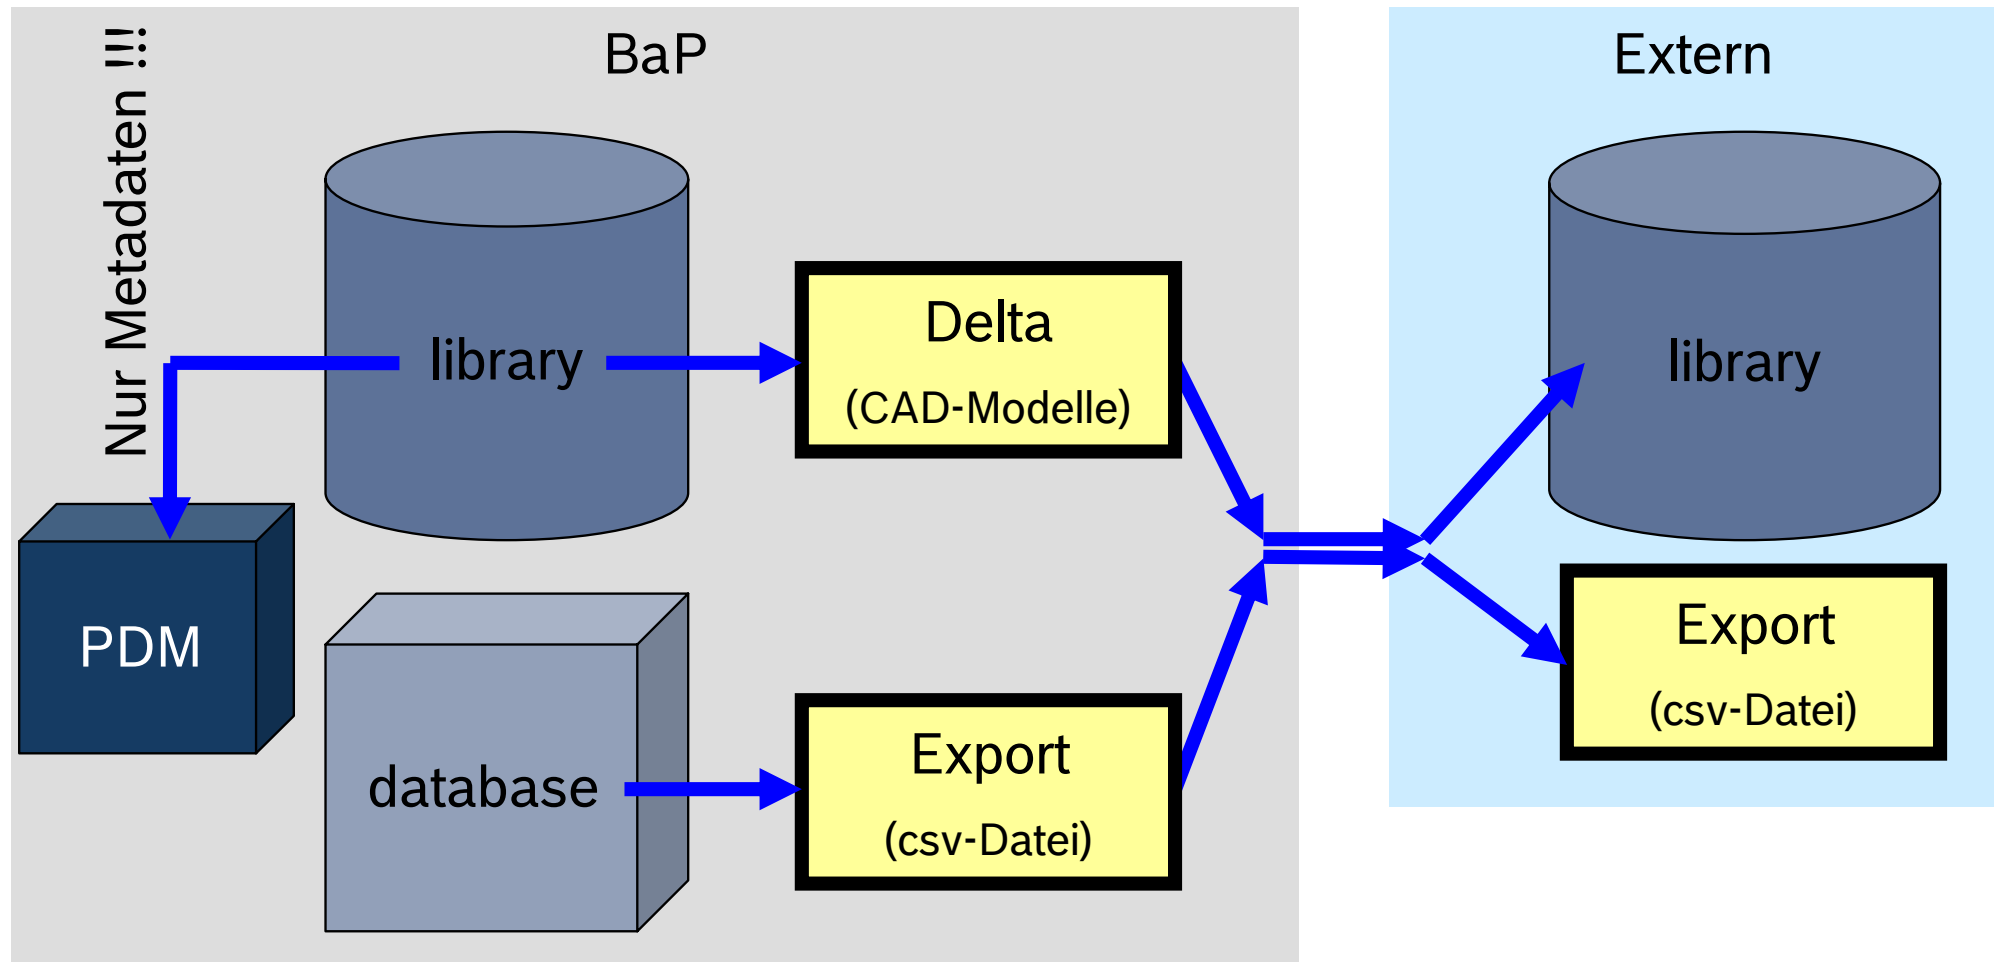 Nur Metadaten !!!
BaP
Extern
library
Delta
(CAD-Modelle)
library
PDM
database
Export
(csv-Datei)
Export
(csv-Datei)